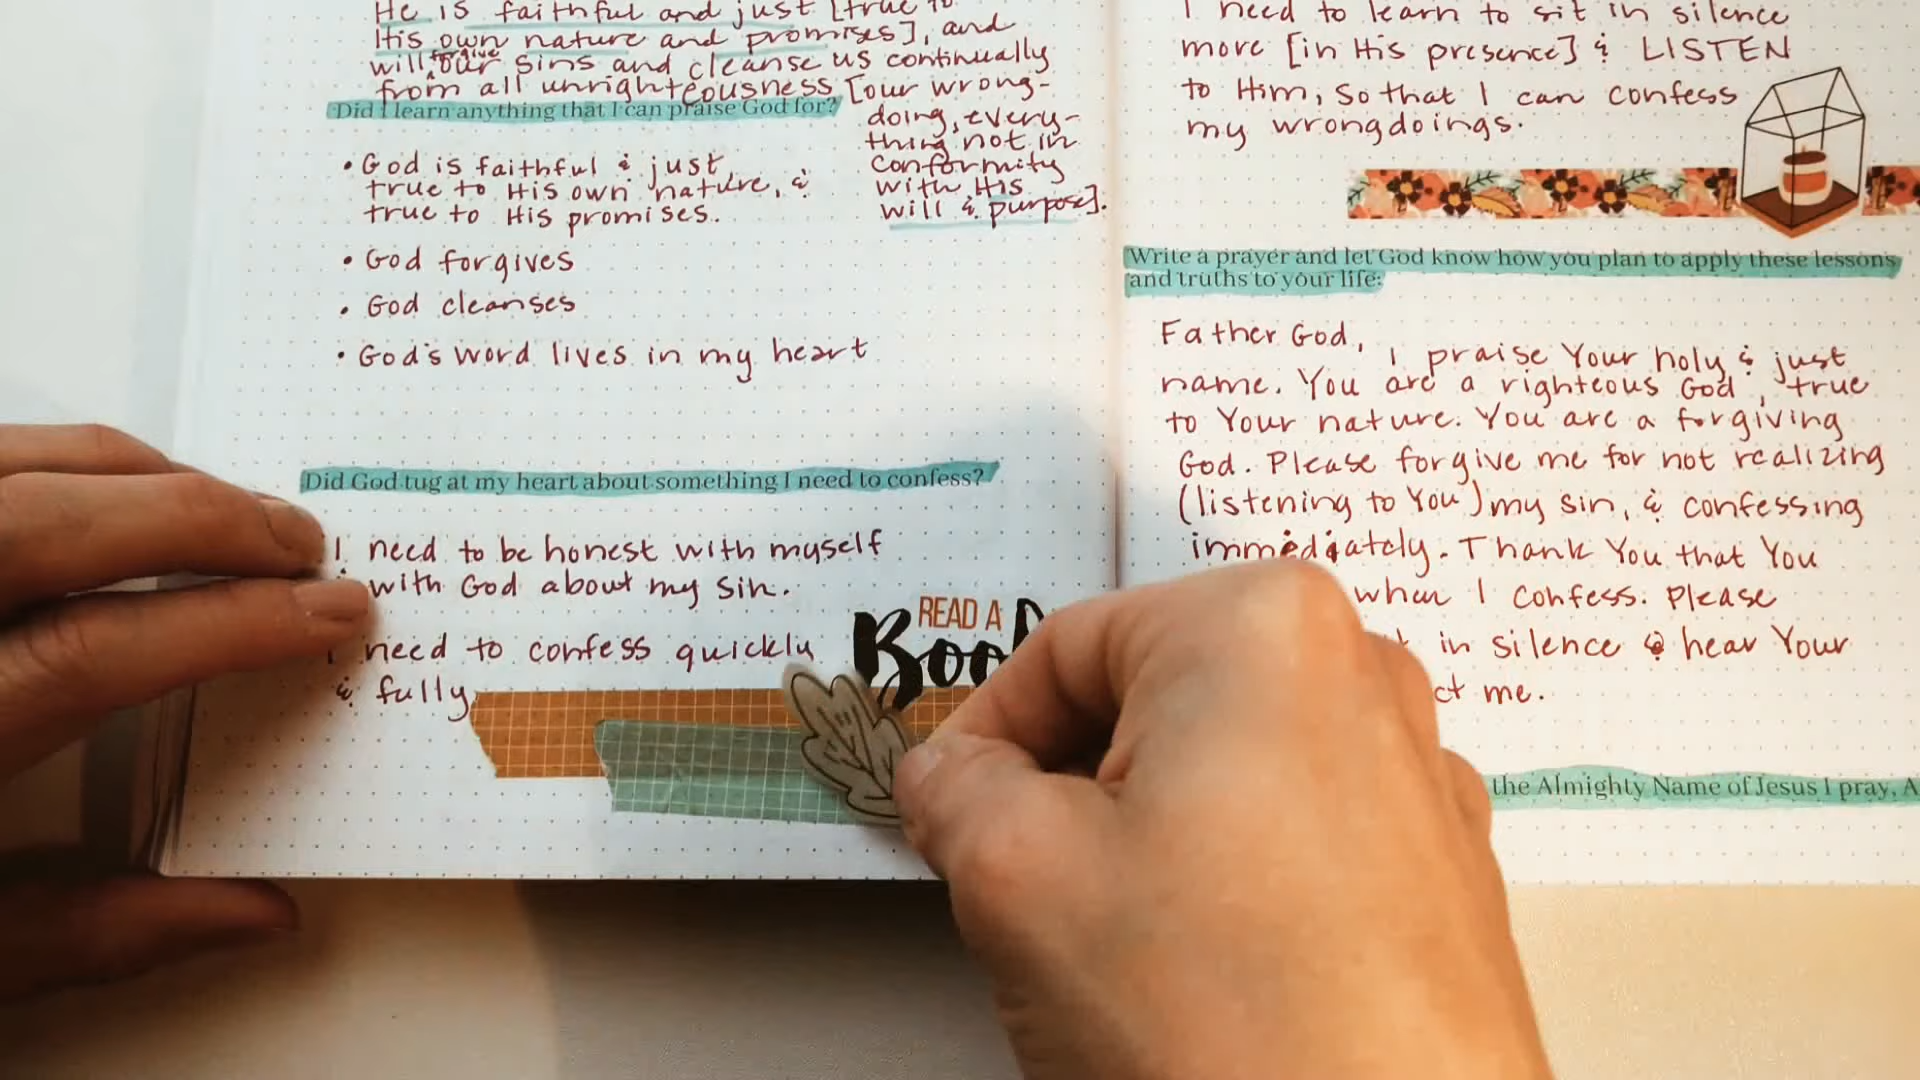 He is faithful and just [true to
His own nature and promises], and
will forgive our sins and cleanse us continually
from all unrighteousness [our wrong-
doing, every-
thing not in
conformity
with His
will & purpose].
Did I learn anything that I can praise God for?
• God is faithful & just,
true to His own nature, &
true to His promises.
• God forgives
• God cleanses
• God's word lives in my heart
Did God tug at my heart about something I need to confess?
I need to be honest with myself
& with God about my sin.
I need to confess quickly
& fully
READ A
Boo
I need to learn to sit in silence
more [in His presence] & LISTEN
to Him, so that I can confess
my wrongdoings.
Write a prayer and let God know how you plan to apply these lessons
and truths to your life:
Father God,
I praise Your holy & just
name. You are a righteous God, true
to Your nature. You are a forgiving
God. Please forgive me for not realizing
(listening to You) my sin, & confessing
immediately. Thank You that You
when I confess. Please
in silence & hear Your
ct me.
the Almighty Name of Jesus I pray, A